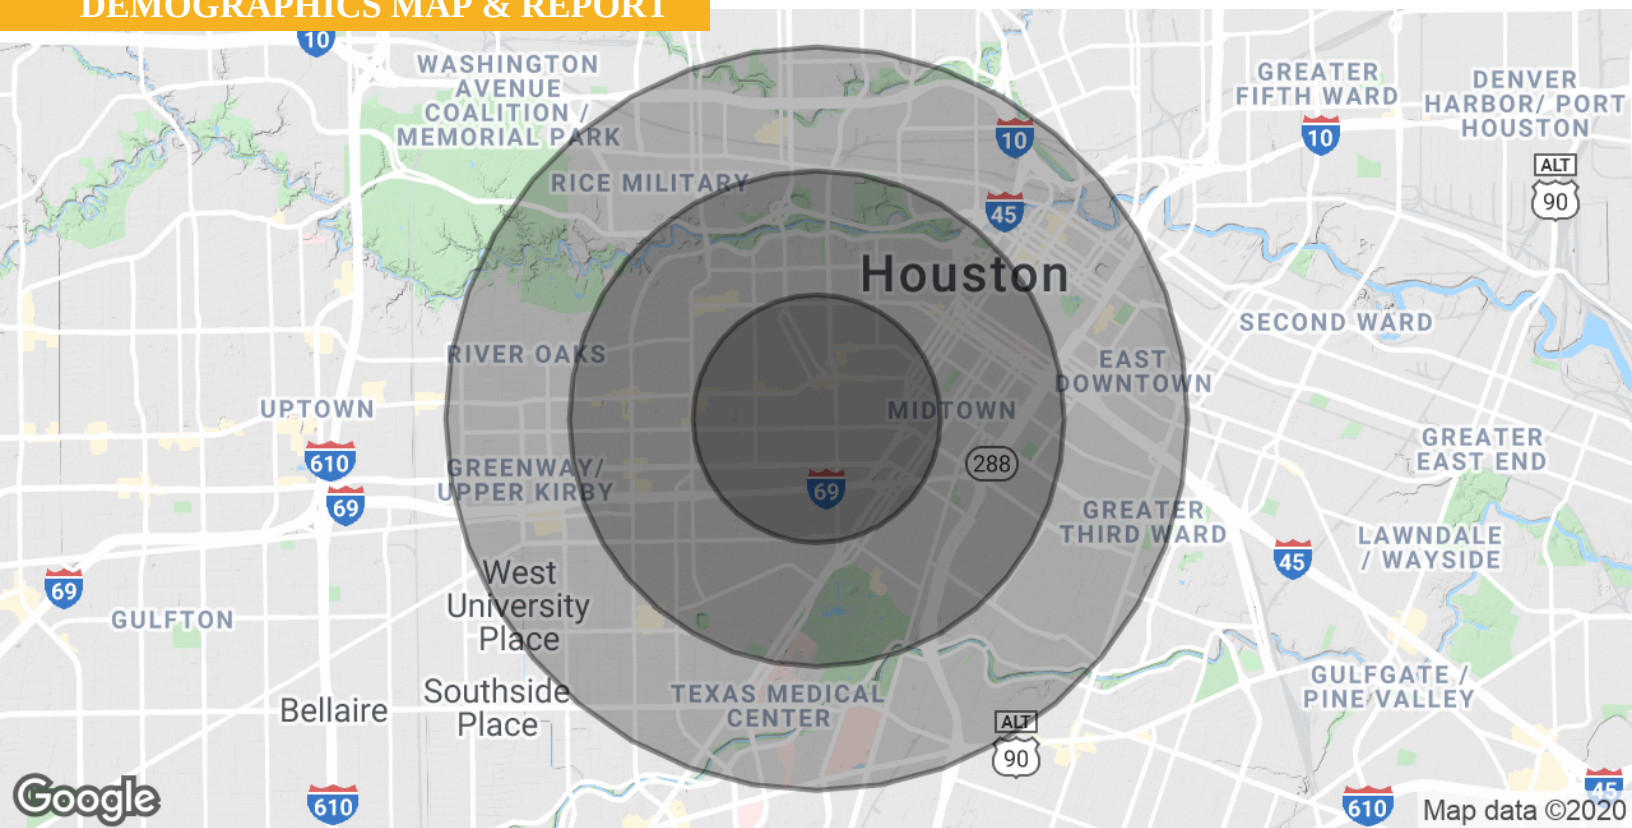 DEMOGRAPHICS MAP & REPORT
10
WASHINGTON
AVENUE
COALITION /
MEMORIAL PARK
GREATER
FIFTH WARD
DENVER
HARBOR/ PORT
HOUSTON
10
10
ALT
90
RICE MILITARY
45
Houston
SECOND WARD
RIVER OAKS
EAST
DOWNTOWN
UPTOWN
MIDTOWN
GREATER
EAST END
610
GREENWAY/
UPPER KIRBY
288
69
69
GREATER
THIRD WARD
LAWNDALE
/ WAYSIDE
45
69
West
University
Place
GULFTON
GULFGATE /
PINE VALLEY
Southside
Place
TEXAS MEDICAL
CENTER
Bellaire
ALT
90
Google
610
610
45
Map data ©2020